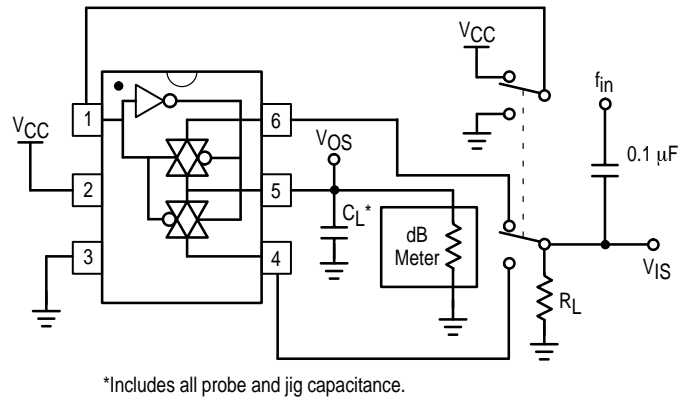 VCC
fin
VCC
1
6
VOS
0.1 μF
2
5
CL*
dB
Meter
3
4
VIS
RL
*Includes all probe and jig capacitance.